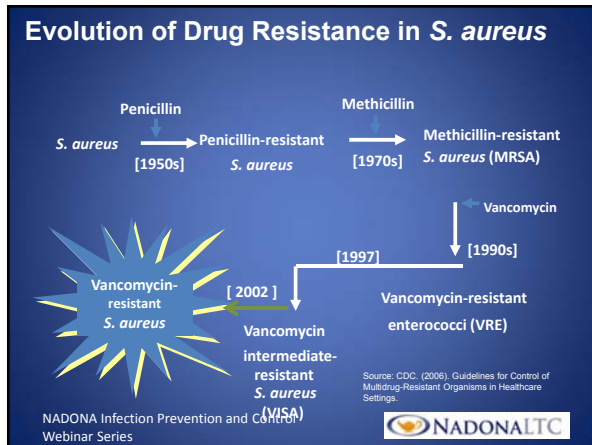 Evolution of Drug Resistance in S. aureus
Penicillin
Methicillin
S. aureus
Penicillin-resistant
S. aureus
Methicillin-resistant
S. aureus (MRSA)
[1950s]
[1970s]
Vancomycin
[1990s]
[1997]
Vancomycin-resistant
enterococci (VRE)
[ 2002 ]
Vancomycin-
resistant
S. aureus
Vancomycin
intermediate-
resistant
S. aureus
(VISA)
Source: CDC. (2006). Guidelines for Control of
Multidrug-Resistant Organisms in Healthcare
Settings.
NADONA Infection Prevention and Control
Webinar Series
NADONALTC